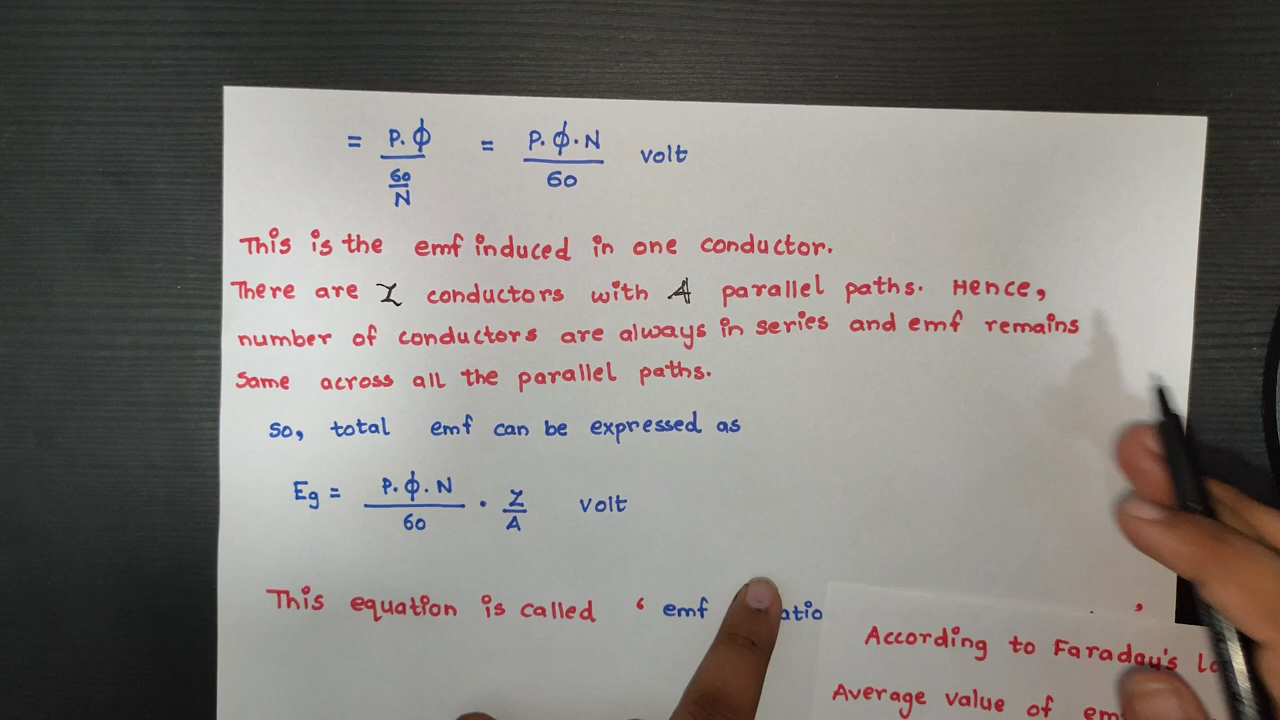 = P.ϕ / 60/N = P.ϕ.N / 60 volt
This is the emf induced in one conductor.
There are Z conductors with A parallel paths. Hence,
number of conductors are always in series and emf remains
same across all the parallel paths.
So, total emf can be expressed as
Eg = P.ϕ.N / 60 . Z / A volt
This equation is called ‘ emf ’
According to Faraday's
Average value of